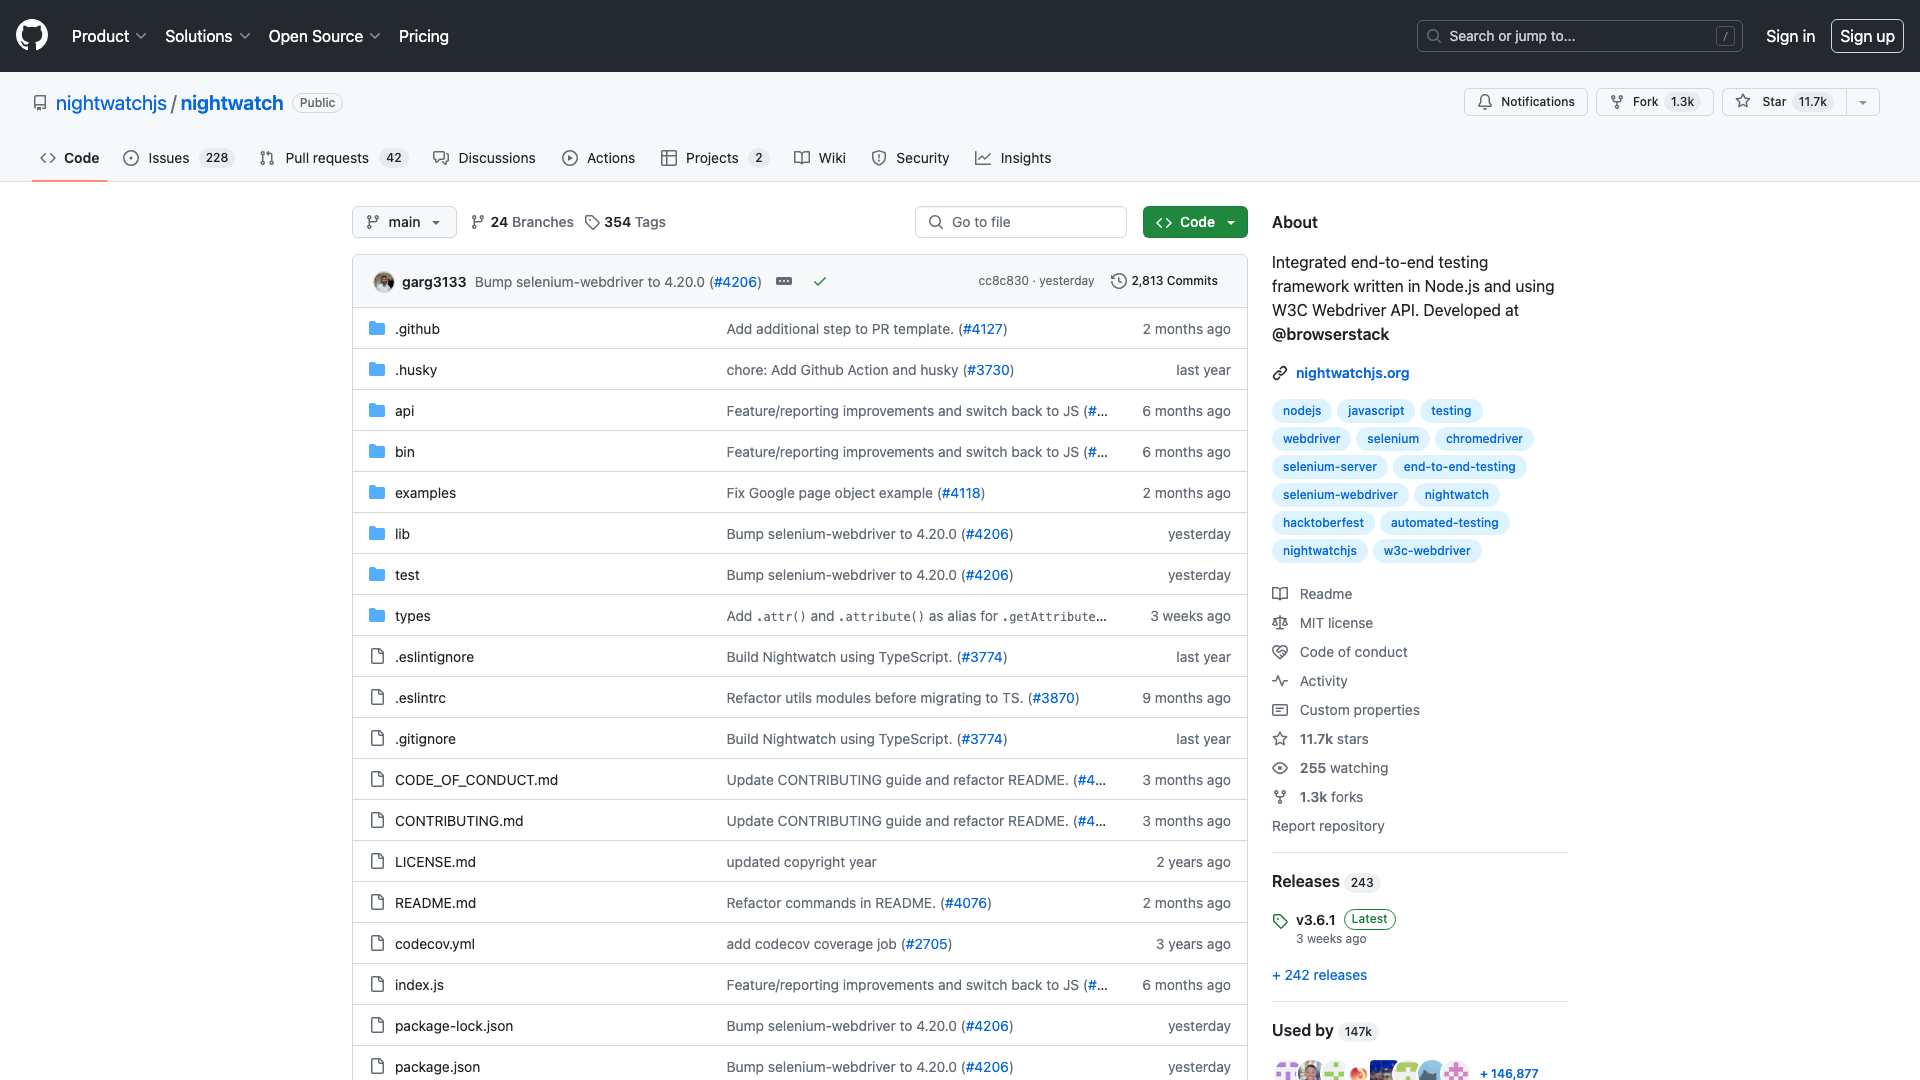 Product Solutions Open Source Pricing Search or jump to... / Sign in Sign up
nightwatchjs / nightwatch Public Notifications Fork 1.3k Star 11.7k
Code Issues 228 Pull requests 42 Discussions Actions Projects 2 Wiki Security Insights
main 24 Branches 354 Tags Go to file Code
garg3133 Bump selenium-webdriver to 4.20.0 (#4206) cc8c830 · yesterday 2,813 Commits
.github Add additional step to PR template. (#4127) 2 months ago
.husky chore: Add Github Action and husky (#3730) last year
api Feature/reporting improvements and switch back to JS (#... 6 months ago
bin Feature/reporting improvements and switch back to JS (#... 6 months ago
examples Fix Google page object example (#4118) 2 months ago
lib Bump selenium-webdriver to 4.20.0 (#4206) yesterday
test Bump selenium-webdriver to 4.20.0 (#4206) yesterday
types Add .attr() and .attribute() as alias for .getAttribute... 3 weeks ago
.eslintignore Build Nightwatch using TypeScript. (#3774) last year
.eslintrc Refactor utils modules before migrating to TS. (#3870) 9 months ago
.gitignore Build Nightwatch using TypeScript. (#3774) last year
CODE_OF_CONDUCT.md Update CONTRIBUTING guide and refactor README. (#4... 3 months ago
CONTRIBUTING.md Update CONTRIBUTING guide and refactor README. (#4... 3 months ago
LICENSE.md updated copyright year 2 years ago
README.md Refactor commands in README. (#4076) 2 months ago
codecov.yml add codecov coverage job (#2705) 3 years ago
index.js Feature/reporting improvements and switch back to JS (#... 6 months ago
package-lock.json Bump selenium-webdriver to 4.20.0 (#4206) yesterday
package.json Bump selenium-webdriver to 4.20.0 (#4206) yesterday
About
Integrated end-to-end testing
framework written in Node.js and using
W3C Webdriver API. Developed at
@browserstack
nightwatchjs.org
nodejs javascript testing
webdriver selenium chromedriver
selenium-server end-to-end-testing
selenium-webdriver nightwatch
hacktoberfest automated-testing
nightwatchjs w3c-webdriver
Readme
MIT license
Code of conduct
Activity
Custom properties
11.7k stars
255 watching
1.3k forks
Report repository
Releases 243
v3.6.1 Latest
3 weeks ago
+ 242 releases
Used by 147k
+ 146,877